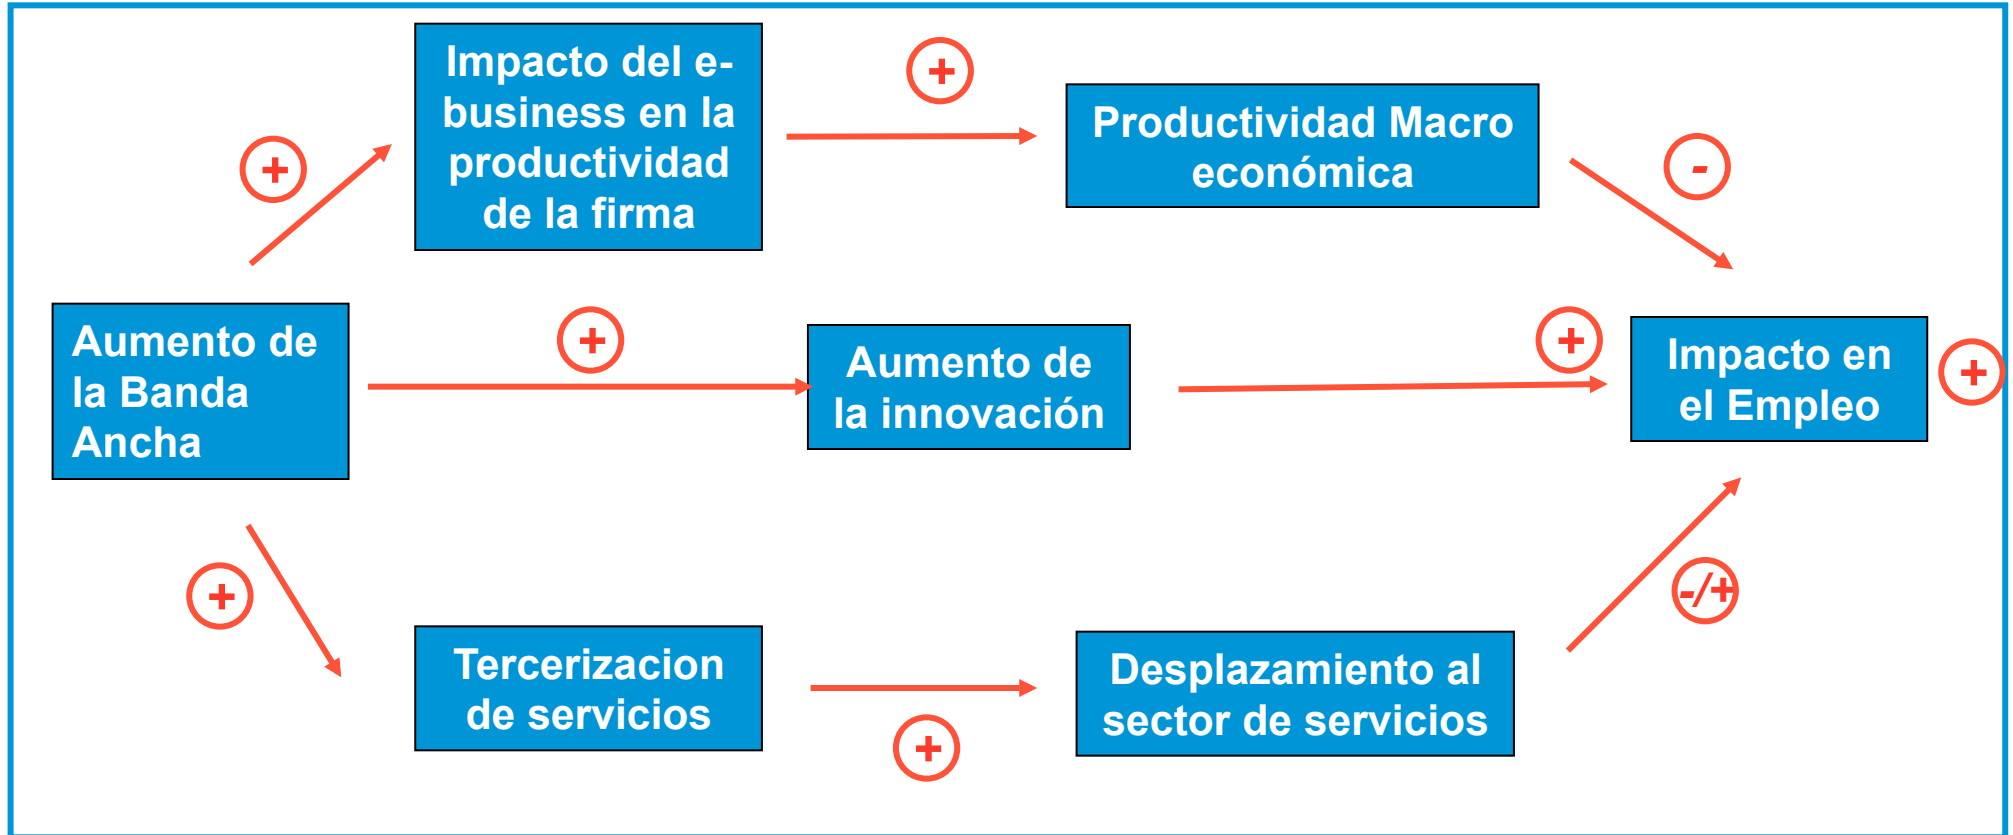 Impacto del e-
business en la
productividad
de la firma
+
Productividad Macro
económica
+
-
Aumento de
la Banda
Ancha
+
Aumento de
la innovación
+
Impacto en
el Empleo
+
+
Tercerizacion
de servicios
+
Desplazamiento al
sector de servicios
-/+